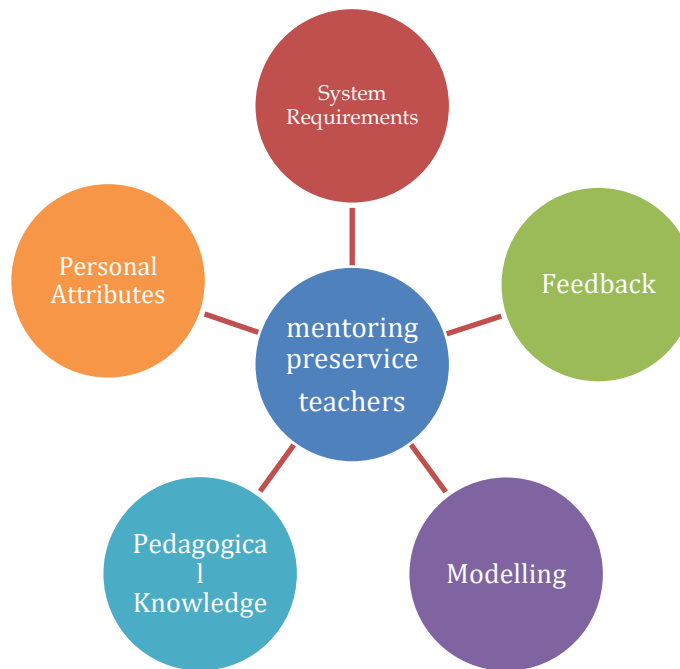 System
Requirements
Personal
Attributes
Feedback
mentoring
preservice
teachers
Pedagogica
l
Knowledge
Modelling